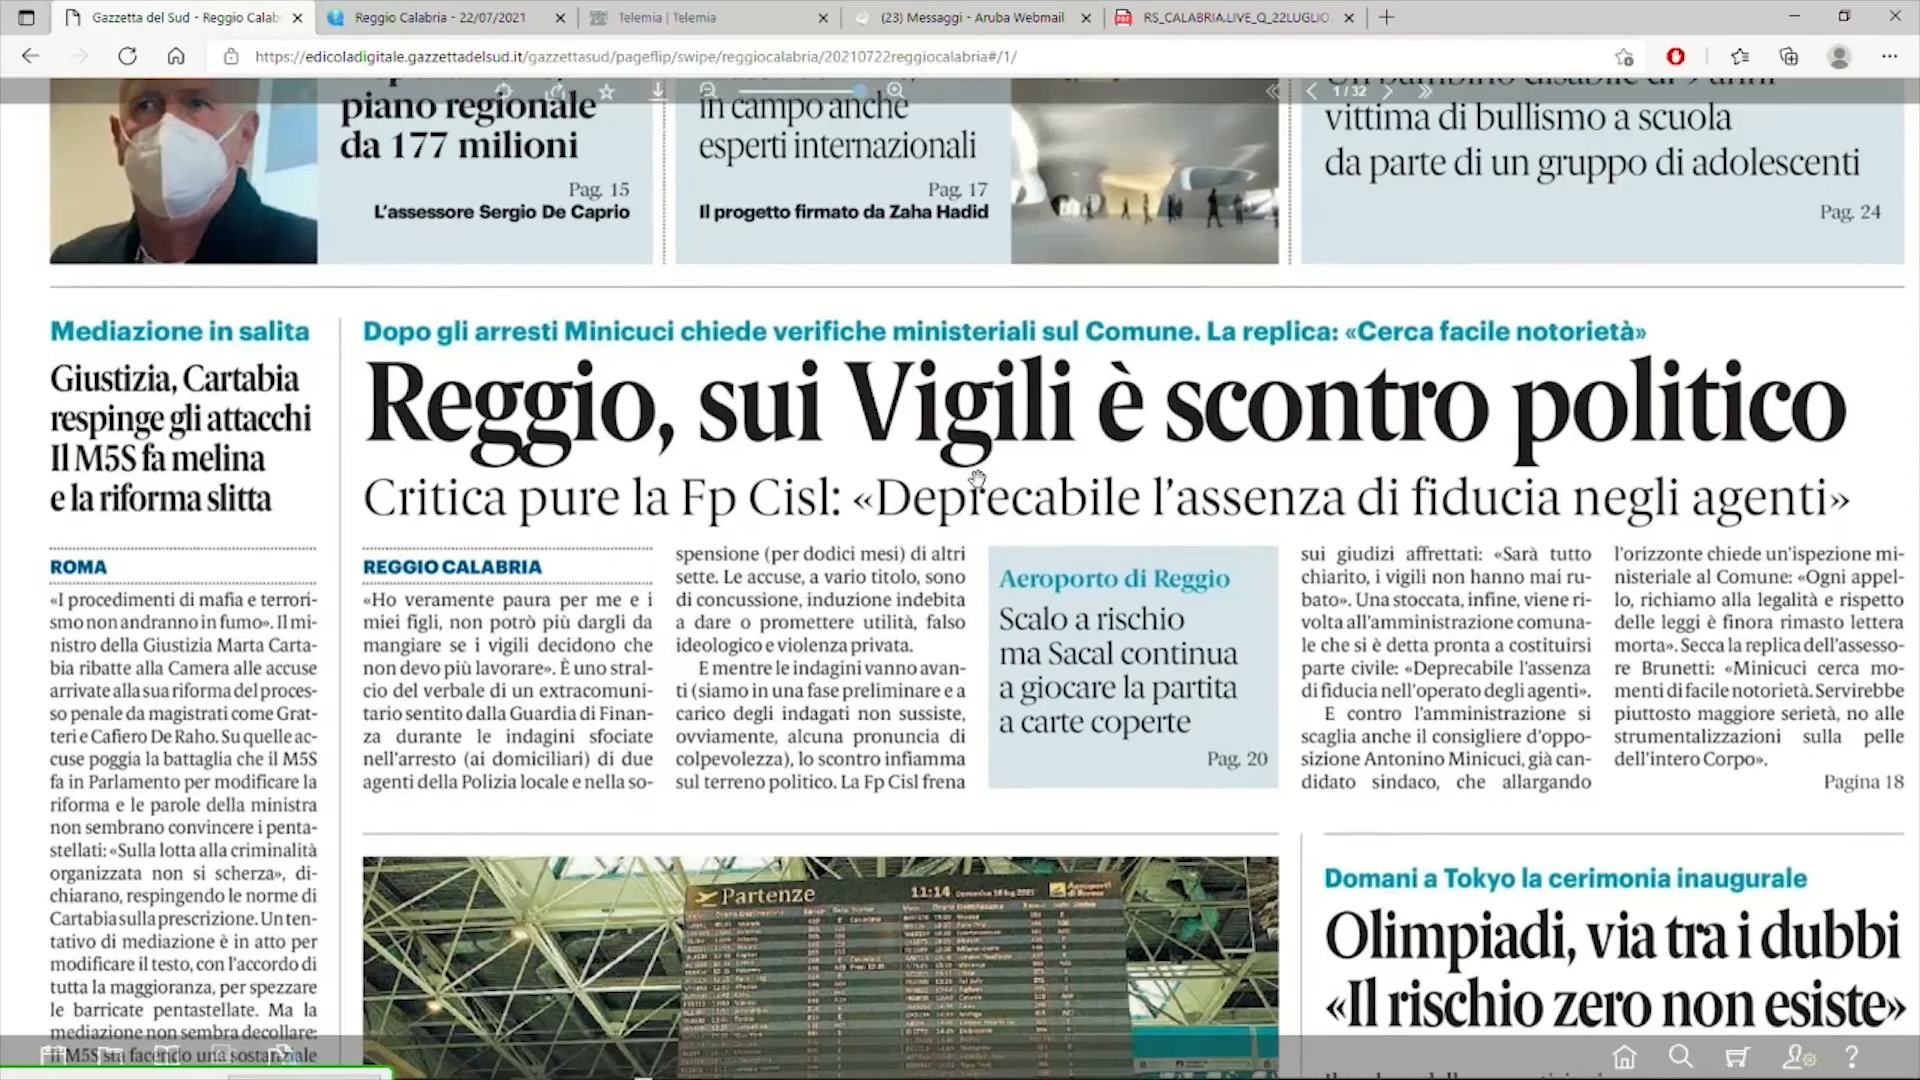 Gazzetta del Sud - Reggio Calab
Reggio Calabria - 22/07/2021
Telemia | Telemia
(23) Messaggi - Aruba Webmail
RS_CALABRIA.LIVE_Q_22LUGLIO
https://edicoladigitale.gazzettadelsud.it/gazzettasud/pageflip/swipe/reggiocalabria/20210722reggiocalabria#/1/
1 / 32
piano regionale
da 177 milioni
Pag. 15
L'assessore Sergio De Caprio
in campo anche
esperti internazionali
Pag. 17
Il progetto firmato da Zaha Hadid
Un bambino disabile di 9 anni
vittima di bullismo a scuola
da parte di un gruppo di adolescenti
Pag. 24
Mediazione in salita
Giustizia, Cartabia
respinge gli attacchi
Il M5S fa melina
e la riforma slitta
ROMA
«I procedimenti di mafia e terrori-
smo non andranno in fumo». Il mi-
nistro della Giustizia Marta Carta-
bia ribatte alla Camera alle accuse
arrivate alla sua riforma del proces-
so penale da magistrati come Grat-
teri e Cafiero De Raho. Su quelle ac-
cuse poggia la battaglia che il M5S
fa in Parlamento per modificare la
riforma e le parole della ministra
non sembrano convincere i penta-
stellati: «Sulla lotta alla criminalità
organizzata non si scherza», di-
chiarano, respingendo le norme di
Cartabia sulla prescrizione. Un ten-
tativo di mediazione è in atto per
modificare il testo, con l'accordo di
tutta la maggioranza, per spezzare
le barricate pentastellate. Ma la
mediazione non sembra decollare:
il M5S sta facendo una sostanziale
Dopo gli arresti Minicuci chiede verifiche ministeriali sul Comune. La replica: «Cerca facile notorietà»
Reggio, sui Vigili è scontro politico
Critica pure la Fp Cisl: «Deprecabile l'assenza di fiducia negli agenti»
REGGIO CALABRIA
«Ho veramente paura per me e i
miei figli, non potrò più dargli da
mangiare se i vigili decidono che
non devo più lavorare». È uno stral-
cio del verbale di un extracomuni-
tario sentito dalla Guardia di Finan-
za durante le indagini sfociate
nell'arresto (ai domiciliari) di due
agenti della Polizia locale e nella so-
spensione (per dodici mesi) di altri
sette. Le accuse, a vario titolo, sono
di concussione, induzione indebita
a dare o promettere utilità, falso
ideologico e violenza privata.
E mentre le indagini vanno avan-
ti (siamo in una fase preliminare e a
carico degli indagati non sussiste,
ovviamente, alcuna pronuncia di
colpevolezza), lo scontro infiamma
sul terreno politico. La Fp Cisl frena
Aeroporto di Reggio
Scalo a rischio
ma Sacal continua
a giocare la partita
a carte coperte
Pag. 20
sui giudizi affrettati: «Sarà tutto
chiarito, i vigili non hanno mai ru-
bato». Una stoccata, infine, viene ri-
volta all'amministrazione comuna-
le che si è detta pronta a costituirsi
parte civile: «Deprecabile l'assenza
di fiducia nell'operato degli agenti».
E contro l'amministrazione si
scaglia anche il consigliere d'oppo-
sizione Antonino Minicuci, già can-
didato sindaco, che allargando
l'orizzonte chiede un'ispezione mi-
nisteriale al Comune: «Ogni appel-
lo, richiamo alla legalità e rispetto
delle leggi è finora rimasto lettera
morta». Secca la replica dell'assesso-
re Brunetti: «Minicuci cerca mo-
menti di facile notorietà. Servirebbe
piuttosto maggiore serietà, no alle
strumentalizzazioni sulla pelle
dell'intero Corpo».
Pagina 18
Partenze
11:14
Domani a Tokyo la cerimonia inaugurale
Olimpiadi, via tra i dubbi
«Il rischio zero non esiste»